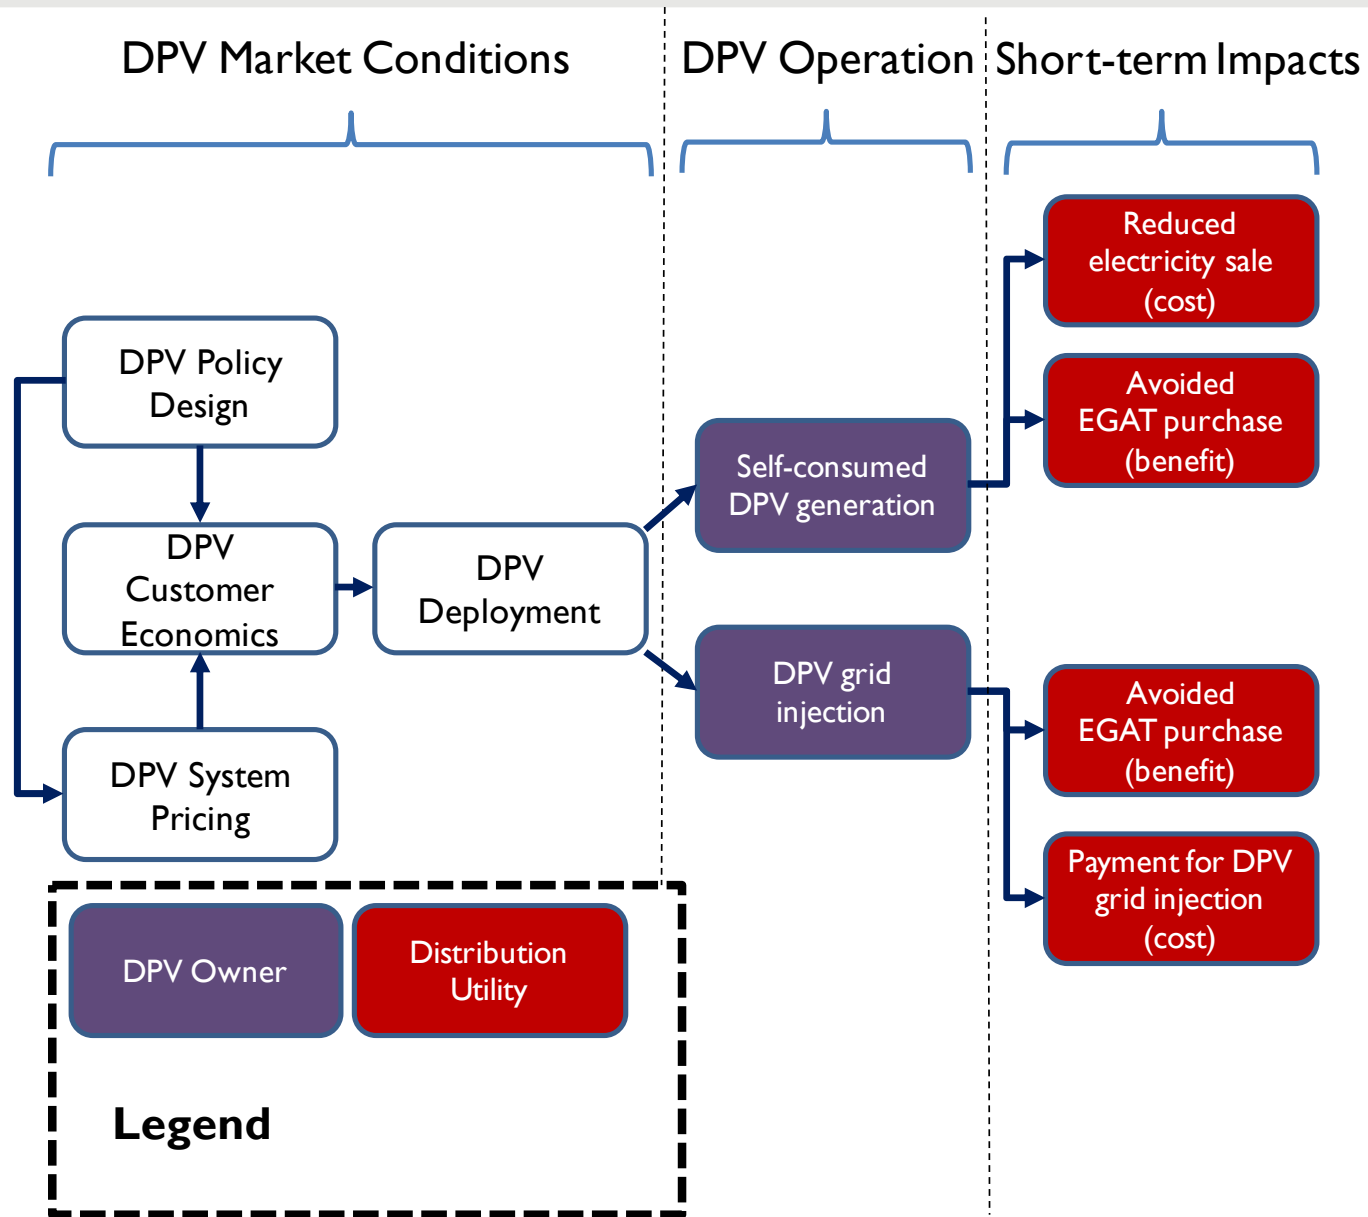 DPV Market Conditions
DPV Operation
Short-term Impacts
DPV Policy
Design
DPV
Customer
Economics
DPV System
Pricing
DPV
Deployment
Self-consumed
DPV generation
DPV grid
injection
Reduced
electricity sale
(cost)
Avoided
EGAT purchase
(benefit)
Avoided
EGAT purchase
(benefit)
Payment for DPV
grid injection
(cost)
DPV Owner
Distribution
Utility
Legend